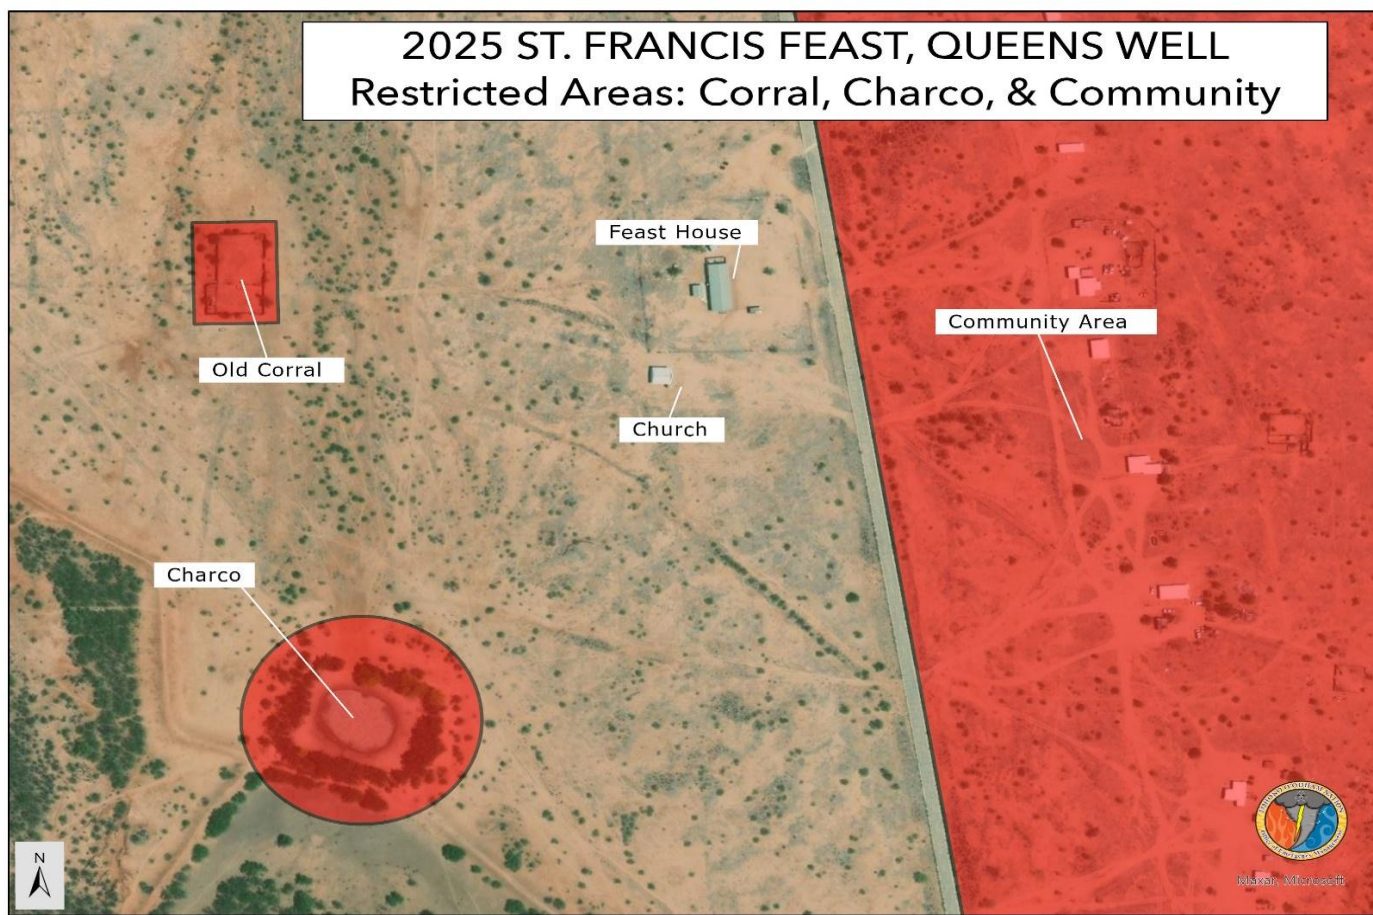 2025 ST. FRANCIS FEAST, QUEENS WELL
Restricted Areas: Corral, Charco, & Community
Feast House
Community Area
Old Corral
Church
Charco
N
Maxar, Microsoft